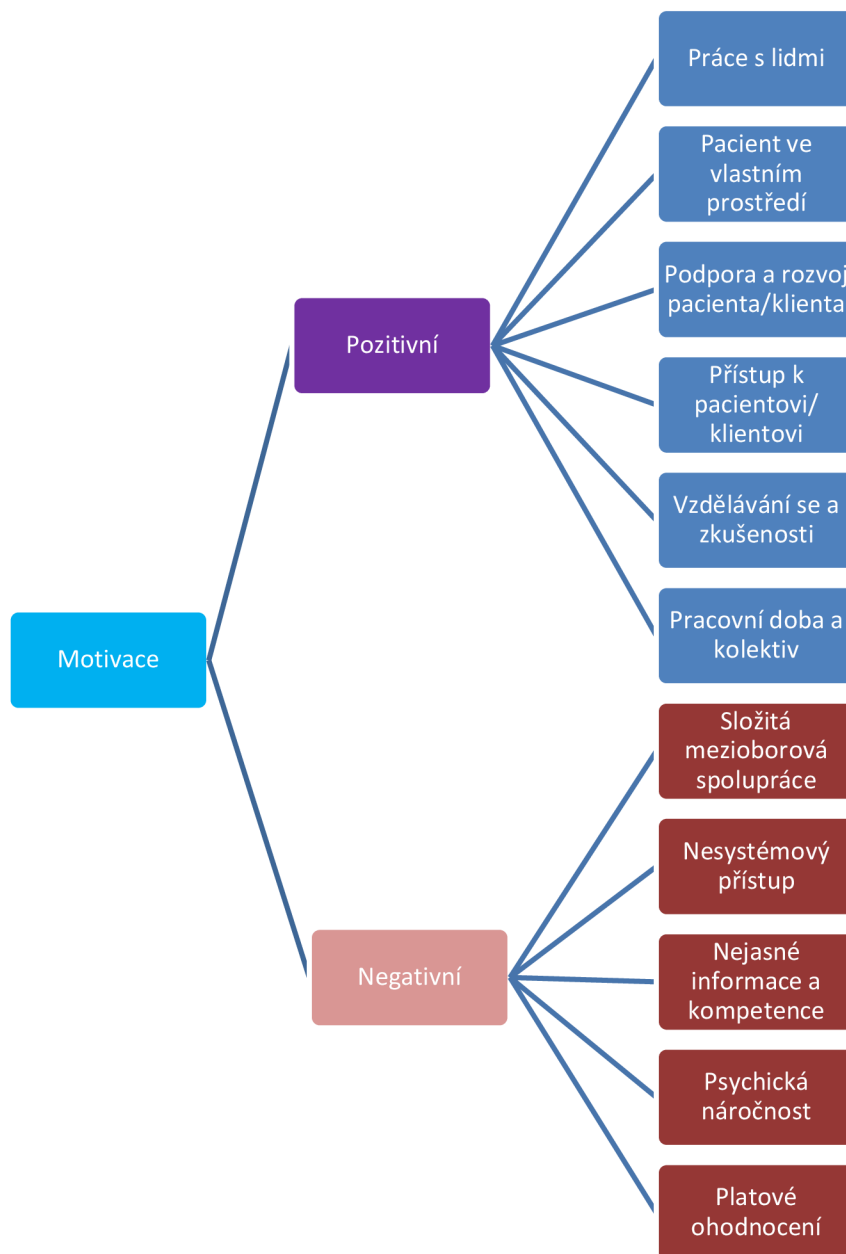 Práce s lidmi
Pacient ve
vlastním
prostředí
Podpora a rozvoj
pacienta/klienta
Pozitivní
Přístup k
pacientovi/
klientovi
Vzdělávání se a
zkušenosti
Pracovní doba a
kolektiv
Motivace
Složitá
mezioborová
spolupráce
Nesystémový
přístup
Negativní
Nejasné
informace a
kompetence
Psychická
náročnost
Platové
ohodnocení